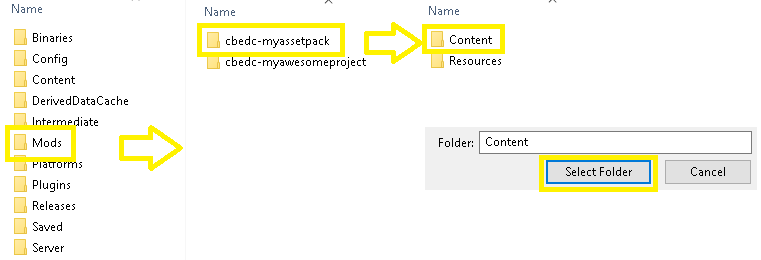 Name
Binaries
Config
Content
DerivedDataCache
Intermediate
Mods
Platforms
Plugins
Releases
Saved
Server
Name
cbedc-myassetpack
cbedc-myawesomeproject
Name
Content
Resources
Folder: Content
Select Folder Cancel